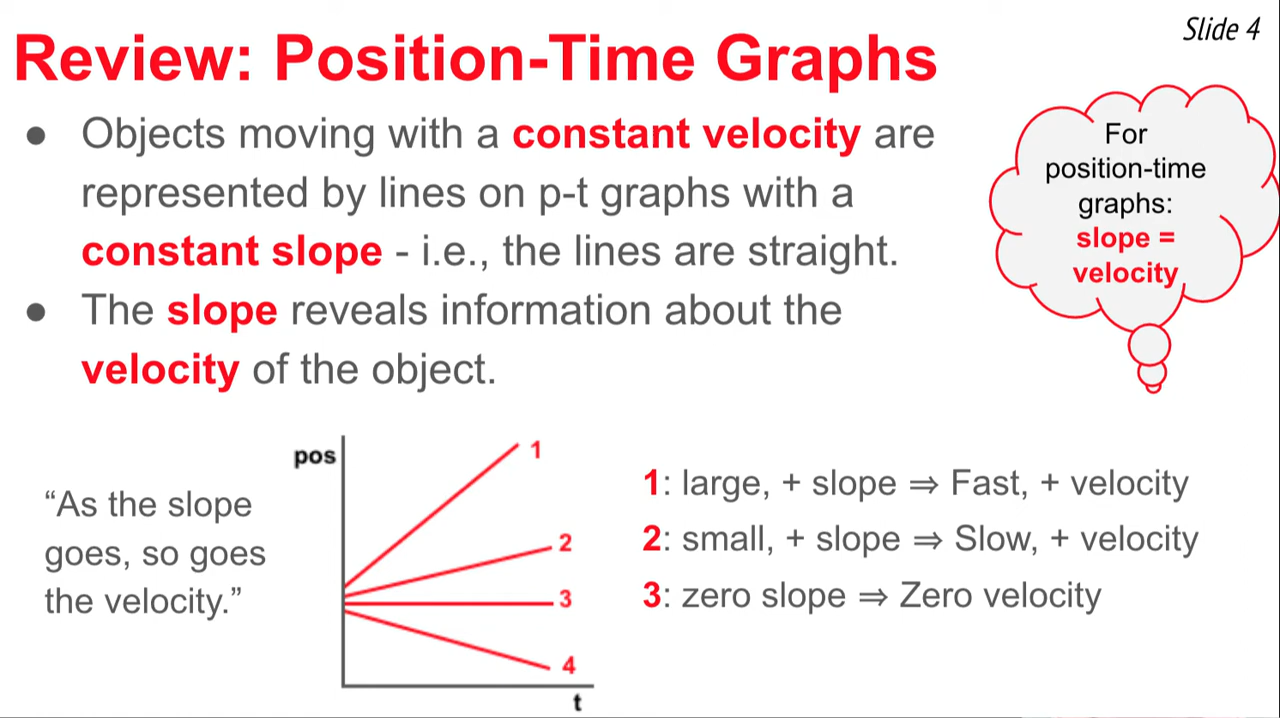 Slide 4
Review: Position-Time Graphs
● Objects moving with a constant velocity are
represented by lines on p-t graphs with a
constant slope - i.e., the lines are straight.
● The slope reveals information about the
velocity of the object.
For
position-time
graphs:
slope =
velocity
“As the slope
goes, so goes
the velocity.”
pos
1
2
3
4
t
1: large, + slope ⇒ Fast, + velocity
2: small, + slope ⇒ Slow, + velocity
3: zero slope ⇒ Zero velocity